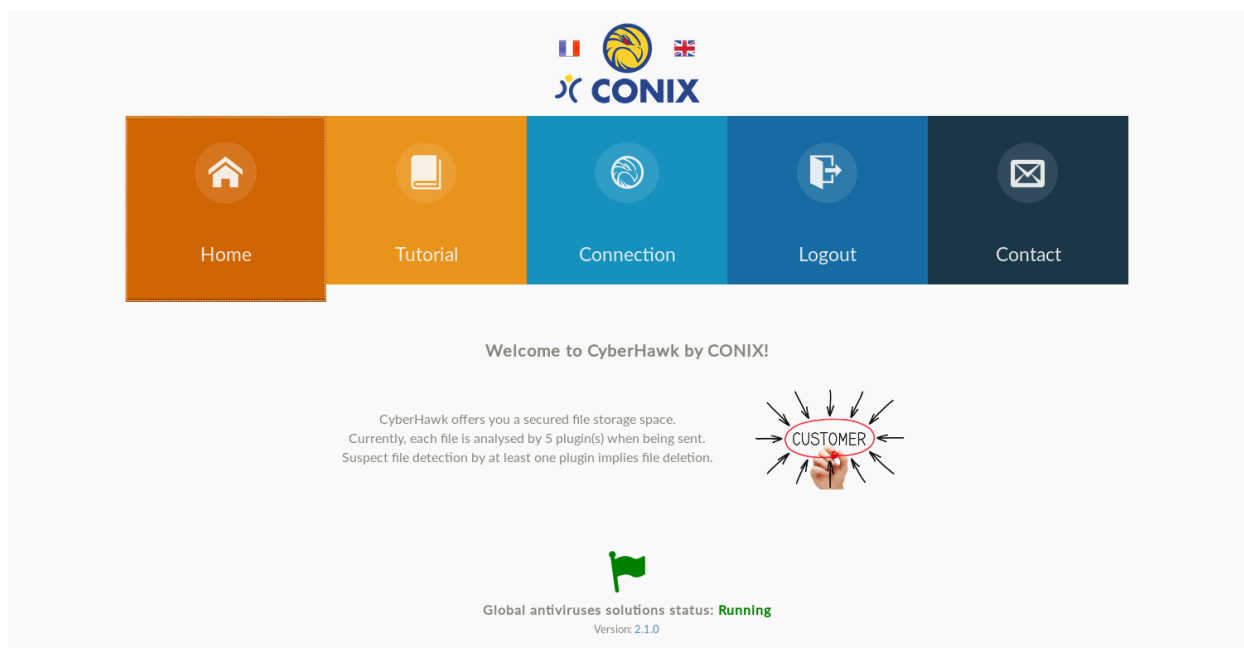 CONIX
Home
Tutorial
Connection
Logout
Contact
Welcome to CyberHawk by CONIX!
CyberHawk offers you a secured file storage space.
Currently, each file is analysed by 5 plugin(s) when being sent.
Suspect file detection by at least one plugin implies file deletion.
CUSTOMER
Global antiviruses solutions status: Running
Version: 2.1.0